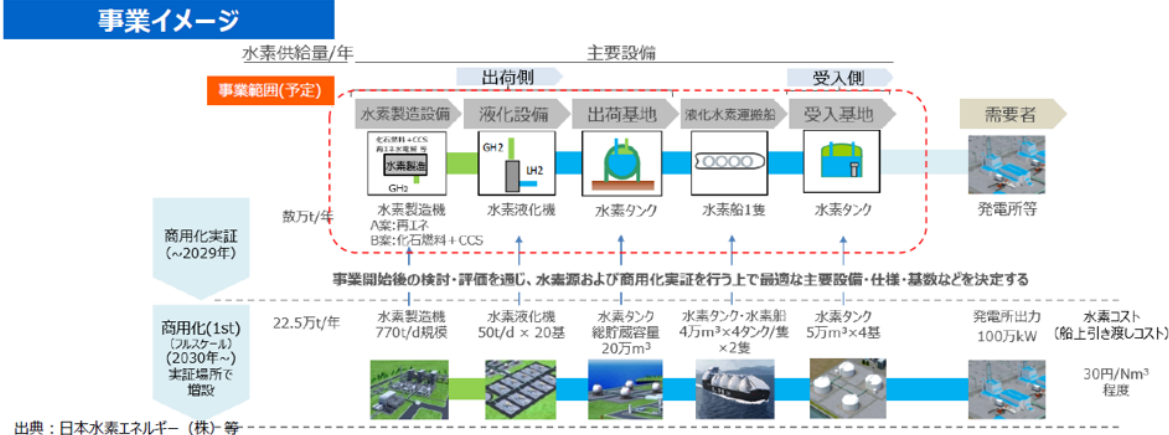 事業イメージ
水素供給量/年
主要設備
出荷側
受入側
事業範囲(予定)
水素製造設備
液化設備
出荷基地
液化水素運搬船
受入基地
需要者
化石燃料+CCS
再エネ水電解 等
水素製造
GH2
GH2
LH2
数万t/年
水素製造機
A案:再エネ
B案:化石燃料+CCS
水素液化機
水素タンク
水素船1隻
水素タンク
発電所等
商用化実証
(~2029年)
事業開始後の検討・評価を通じ、水素源および商用化実証を行う上で最適な主要設備・仕様・基数などを決定する
商用化(1st)
(フルスケール)
(2030年~)
実証場所で
増設
22.5万t/年
水素製造機
770t/d規模
水素液化機
50t/d × 20基
水素タンク
総貯蔵容量
20万m³
水素タンク・水素船
4万m³×4タンク/隻
×2隻
水素タンク
5万m³×4基
発電所出力
100万kW
水素コスト
(船上引き渡しコスト)
30円/Nm³
程度
出典：日本水素エネルギー（株）等